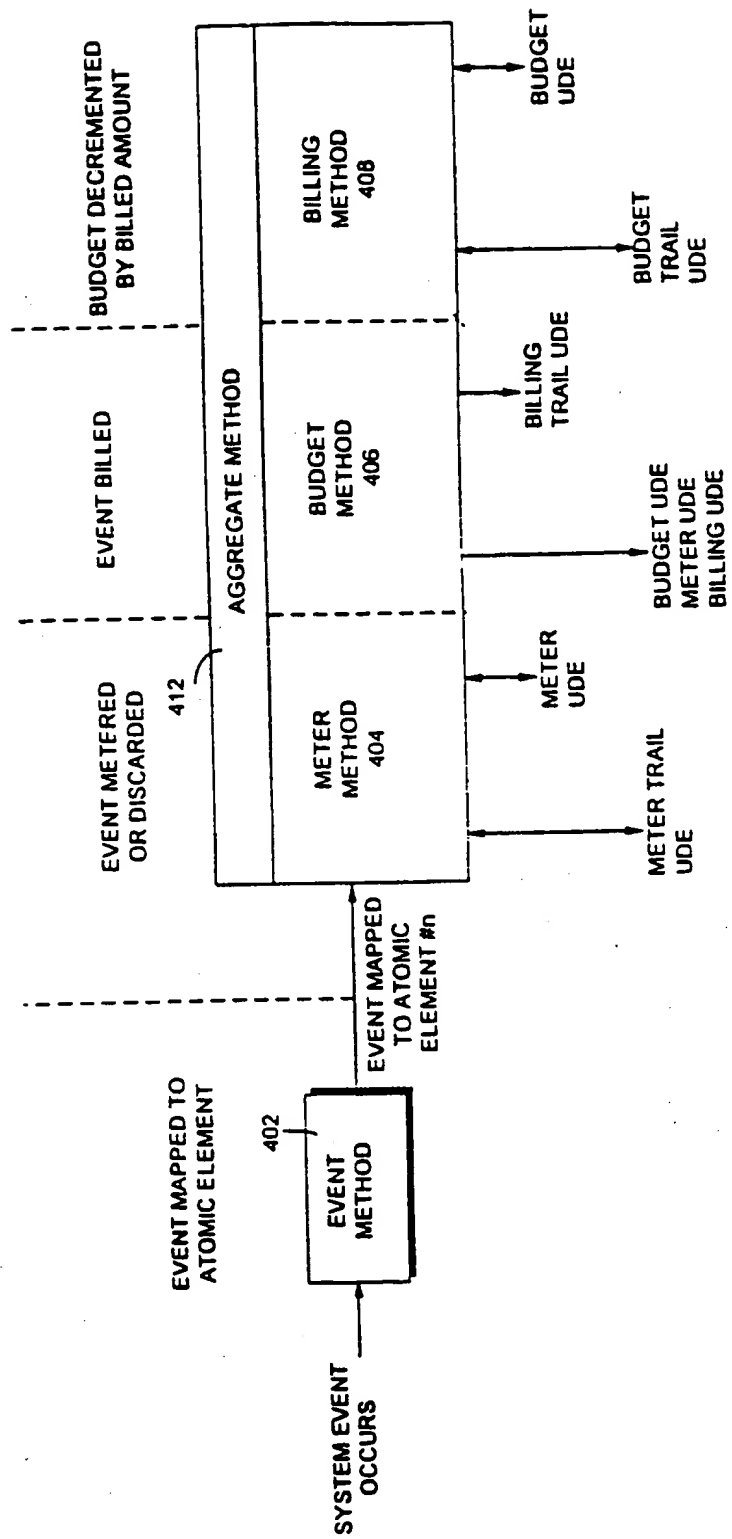 SYSTEM EVENT
OCCURS
EVENT MAPPED TO
ATOMIC ELEMENT
402
EVENT
METHOD
EVENT MAPPED
TO ATOMIC
ELEMENT #n
EVENT METERED
OR DISCARDED
EVENT BILLED
BUDGET DECREMENTED
BY BILLED AMOUNT
412
AGGREGATE METHOD
METER
METHOD
404
BUDGET
METHOD
406
BILLING
METHOD
408
METER TRAIL
UDE
METER
UDE
BUDGET UDE
METER UDE
BILLING UDE
BILLING
TRAIL UDE
BUDGET
TRAIL
UDE
BUDGET
UDE